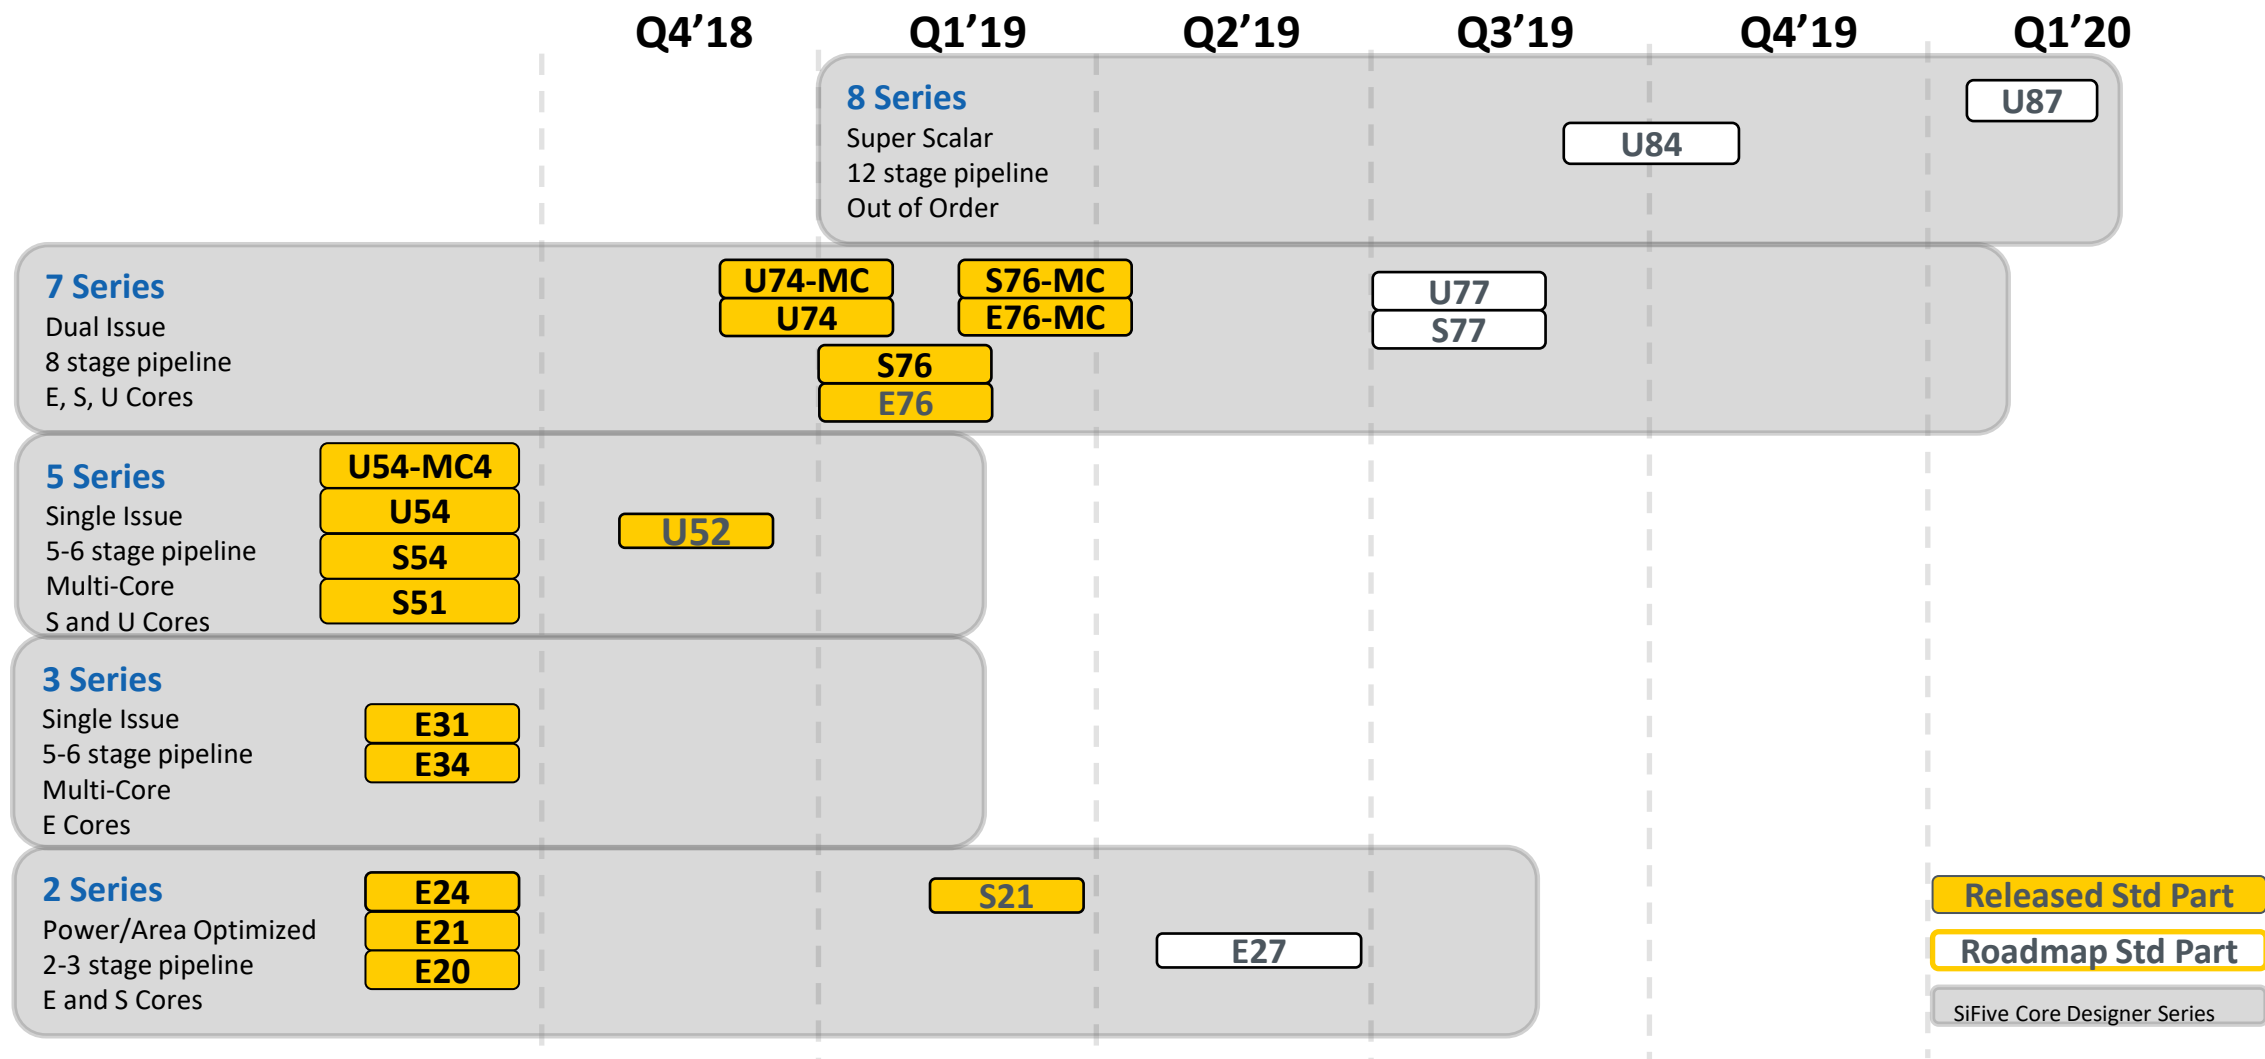 Q4’18 Q1’19 Q2’19 Q3’19 Q4’19 Q1’20
8 Series
Super Scalar
12 stage pipeline
Out of Order
U87
U84
7 Series
Dual Issue
8 stage pipeline
E, S, U Cores
U74-MC
U74
S76-MC
E76-MC
S76
E76
U77
S77
5 Series
Single Issue
5-6 stage pipeline
Multi-Core
S and U Cores
U54-MC4
U54
S54
S51
U52
3 Series
Single Issue
5-6 stage pipeline
Multi-Core
E Cores
E31
E34
2 Series
Power/Area Optimized
2-3 stage pipeline
E and S Cores
E24
E21
E20
S21
E27
Released Std Part
Roadmap Std Part
SiFive Core Designer Series